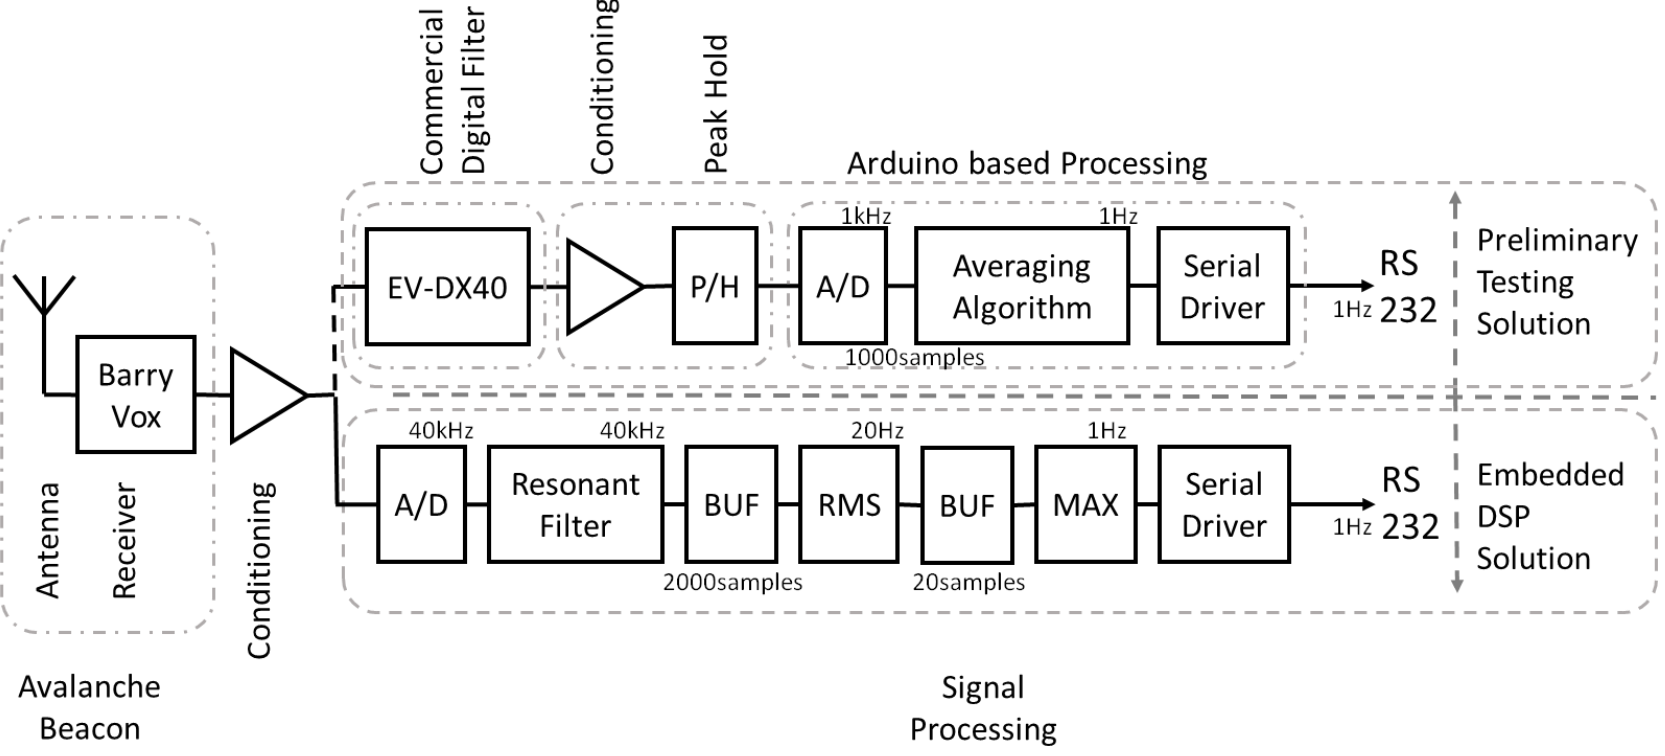 Commercial
Digital Filter
Conditioning
Peak Hold
Arduino based Processing
1kHz
1Hz
EV-DX40
P/H
A/D
Averaging
Algorithm
Serial
Driver
RS
232
1Hz
1000samples
Preliminary
Testing
Solution
Barry
Vox
Antenna
Receiver
Conditioning
40kHz
40kHz
20Hz
1Hz
A/D
Resonant
Filter
BUF
RMS
BUF
MAX
Serial
Driver
RS
232
1Hz
2000samples
20samples
Embedded
DSP
Solution
Avalanche
Beacon
Signal
Processing